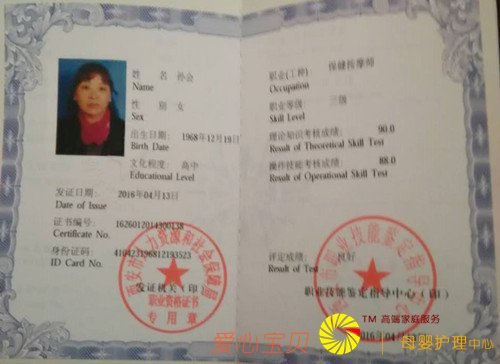 姓 名 孙会
Name
性 别 女
Sex
出生日期: 1968年12月19日
Birth Date
文化程度: 高中
Educational Level
发证日期: 2016年04月13日
Date of Issue
证书编号: 1626012014300138
Certificate No.
身份证码:
ID Card No.
发证机关(印)
职业资格证书
专用章
职业(工种) 保健按摩师
Occupation
职业等级: 三级
Skill Level
理论知识考核成绩: 90.0
Result of Theoretical Skill Test
操作技能考核成绩: 88.0
Result of Operational Skill Test
评定成绩: 良好
Result of Test
职业技能鉴定指导中心(印)
2016年04
爱心宝贝
TM 高端家庭服务
母婴护理中心